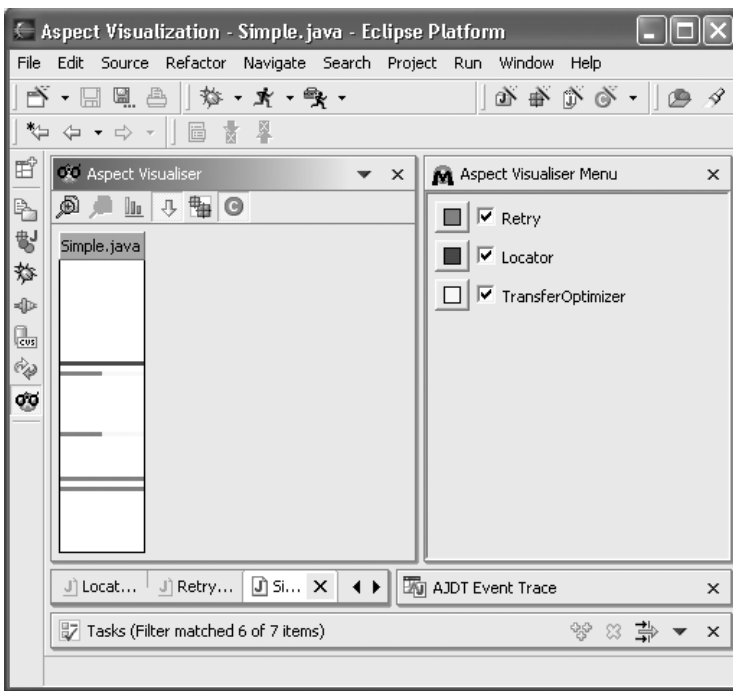 Aspect Visualization - Simple.java - Eclipse Platform
File Edit Source Refactor Navigate Search Project Run Window Help
Aspect Visualiser
Aspect Visualiser Menu
Simple.java
Retry
Locator
TransferOptimizer
CVS
Locat...
Retry...
Si...
AJDT Event Trace
Tasks (Filter matched 6 of 7 items)